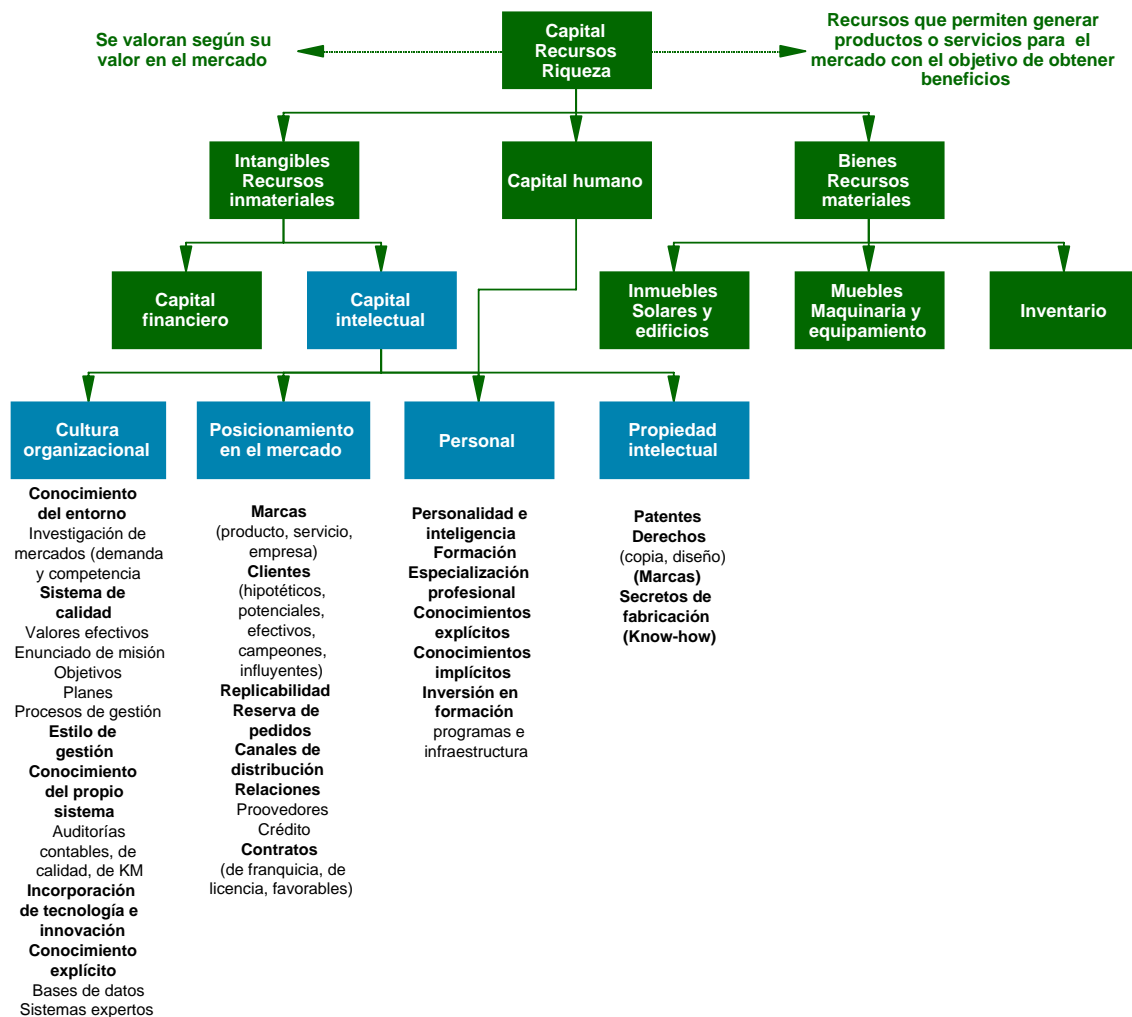 Se valoran según su
valor en el mercado
Capital
Recursos
Riqueza
Recursos que permiten generar
productos o servicios para el
mercado con el objetivo de obtener
beneficios
Intangibles
Recursos
inmateriales
Capital humano
Bienes
Recursos
materiales
Capital
financiero
Capital
intelectual
Inmuebles
Solares y
edificios
Muebles
Maquinaria y
equipamiento
Inventario
Cultura
organizacional
Posicionamiento
en el mercado
Personal
Propiedad
intelectual
Conocimiento
del entorno
Investigación de
mercados (demanda
y competencia
Sistema de
calidad
Valores efectivos
Enunciado de misión
Objetivos
Planes
Procesos de gestión
Estilo de
gestión
Conocimiento
del propio
sistema
Auditorías
contables, de
calidad, de KM
Incorporación
de tecnología e
innovación
Conocimiento
explícito
Bases de datos
Sistemas expertos
Marcas
(producto, servicio,
empresa)
Clientes
(hipotéticos,
potenciales,
efectivos,
campeones,
influyentes)
Replicabilidad
Reserva de
pedidos
Canales de
distribución
Relaciones
Proovedores
Crédito
Contratos
(de franquicia, de
licencia, favorables)
Personalidad e
inteligencia
Formación
Especialización
profesional
Conocimientos
explícitos
Conocimientos
implícitos
Inversión en
formación
programas e
infraestructura
Patentes
Derechos
(copia, diseño)
(Marcas)
Secretos de
fabricación
(Know-how)